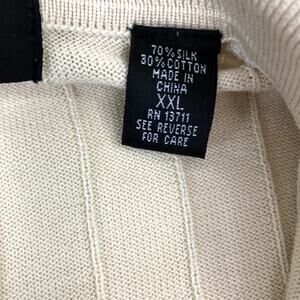 70% SILK
30% COTTON
MADE IN
CHINA
XXL
RN 13711
SEE REVERSE
FOR CARE